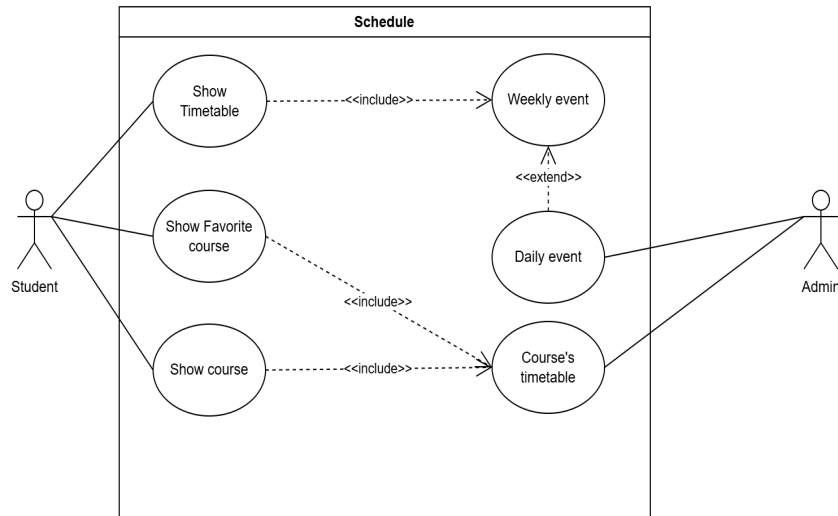 Schedule
Show
Timetable
<<include>>
Weekly event
<<extend>>
Show Favorite
course
Daily event
Student
Admin
<<include>>
Show course
<<include>>
Course's
timetable